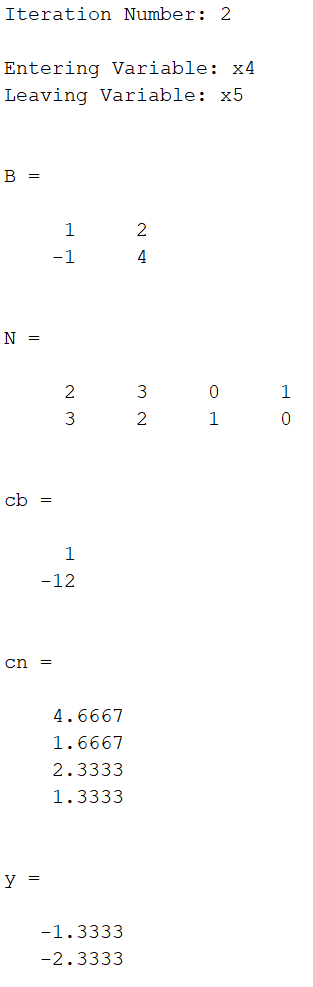 Iteration Number: 2
Entering Variable: x4
Leaving Variable: x5
B =
1 2
-1 4
N =
2 3 0 1
3 2 1 0
cb =
1
-12
cn =
4.6667
1.6667
2.3333
1.3333
y =
-1.3333
-2.3333